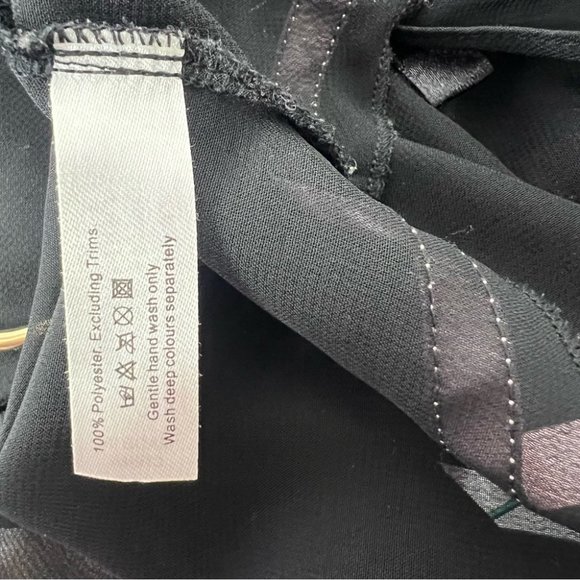 100% Polyester Excluding Trims
Gentle hand wash only
Wash deep colours separately